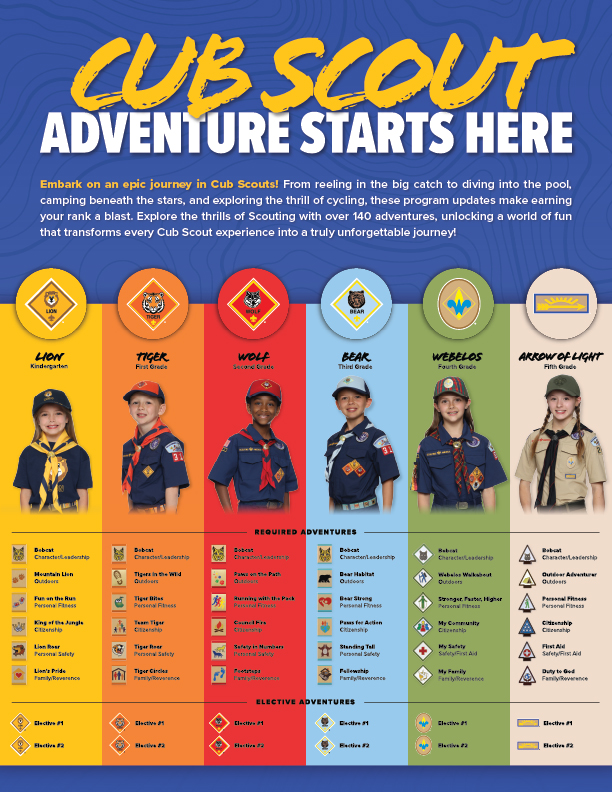 CUB SCOUT
ADVENTURE STARTS HERE
Embark on an epic journey in Cub Scouts! From reeling in the big catch to diving into the pool,
camping beneath the stars, and exploring the thrill of cycling, these program updates make earning
your rank a blast. Explore the thrills of Scouting with over 140 adventures, unlocking a world of fun
that transforms every Cub Scout experience into a truly unforgettable journey!
LION
TIGER
WOLF
BEAR
LION
Kindergarten
TIGER
First Grade
WOLF
Second Grade
BEAR
Third Grade
WEBELOS
Fourth Grade
ARROW OF LIGHT
Fifth Grade
REQUIRED ADVENTURES
Bobcat
Character/Leadership
Mountain Lion
Outdoors
Fun on the Run
Personal Fitness
King of the Jungle
Citizenship
Lion Roar
Personal Safety
Lion's Pride
Family/Reverence
Bobcat
Character/Leadership
Tigers in the Wild
Outdoors
Tiger Bites
Personal Fitness
Team Tiger
Citizenship
Tiger Roar
Personal Safety
Tiger Circles
Family/Reverence
Bobcat
Character/Leadership
Paws on the Path
Outdoors
Running with the Pack
Personal Fitness
Council Fire
Citizenship
Safety in Numbers
Personal Safety
Footsteps
Family/Reverence
Bobcat
Character/Leadership
Bear Habitat
Outdoors
Bear Strong
Personal Fitness
Paws for Action
Citizenship
Standing Tall
Personal Safety
Fellowship
Family/Reverence
Bobcat
Character/Leadership
Webelos Walkabout
Outdoors
Stronger, Faster, Higher
Personal Fitness
My Community
Citizenship
My Safety
Safety/First Aid
My Family
Family/Reverence
Bobcat
Character/Leadership
Outdoor Adventurer
Outdoors
Personal Fitness
Personal Fitness
Citizenship
Citizenship
First Aid
Safety/First Aid
Duty to God
Family/Reverence
ELECTIVE ADVENTURES
Elective #1
Elective #2
Elective #1
Elective #2
Elective #1
Elective #2
Elective #1
Elective #2
Elective #1
Elective #2
Elective #1
Elective #2